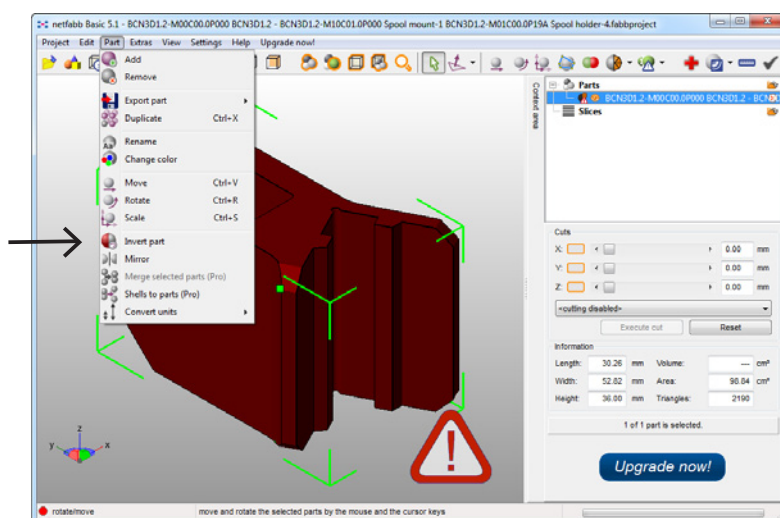 netfabb Basic 5.1 - BCN3D1.2-M00C00.0P000 BCN3D1.2 - BCN3D1.2-M10C01.0P000 Spool mount-1 BCN3D1.2-M01C00.0P19A Spool holder-4.fabbproject
Project Edit Part Extras View Settings Help Upgrade now!
Add
Remove
Export part
Duplicate Ctrl+X
Rename
Change color
Move Ctrl+V
Rotate Ctrl+R
Scale Ctrl+S
Invert part
Mirror
Merge selected parts (Pro)
Shells to parts (Pro)
Convert units
z
y x
Context area
Parts
BCN3D1.2-M00C00.0P000 BCN3D1.2 -
Slices
Cuts
X: 0.00 mm
Y: 0.00 mm
Z: 0.00 mm
<cutting disabled>
Execute cut Reset
Information
Length: 30.26 mm Volume: --- cm³
Width: 52.82 mm Area: 98.84 cm²
Height: 36.00 mm Triangles: 2190
1 of 1 part is selected.
Upgrade now!
rotate/move move and rotate the selected parts by the mouse and the cursor keys